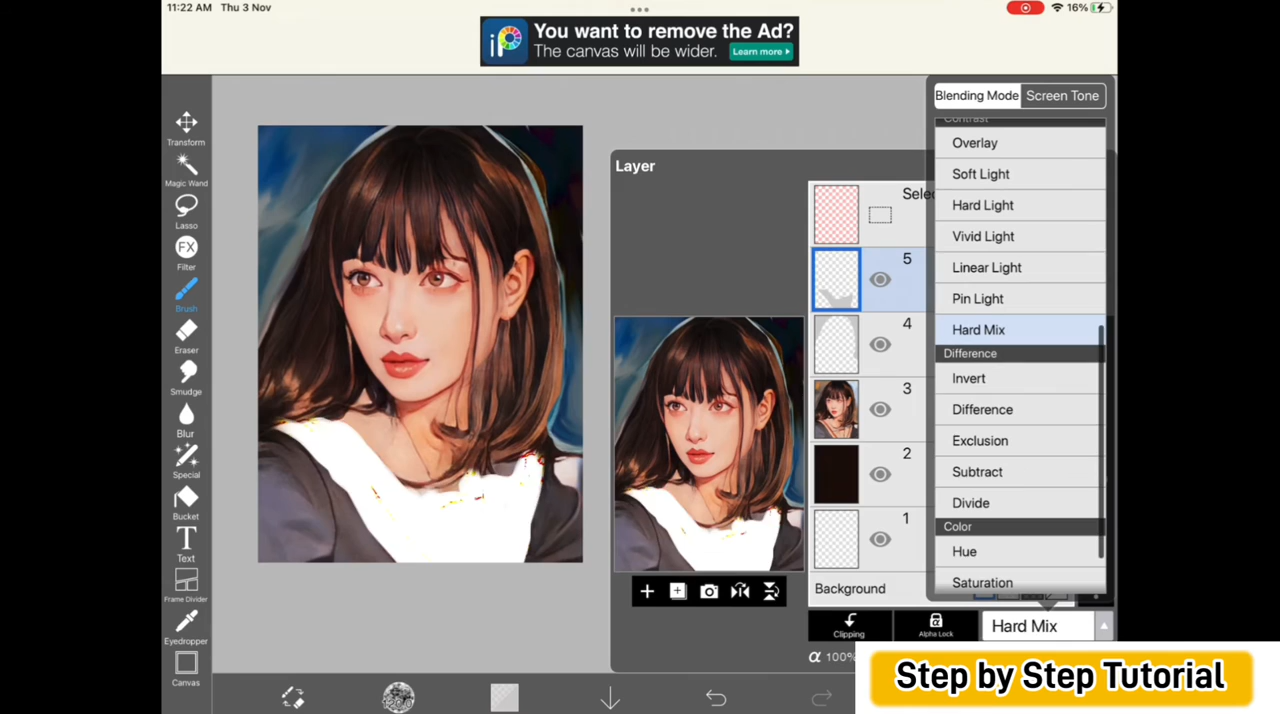 11:22 AM Thu 3 Nov
16%
You want to remove the Ad?
The canvas will be wider. Learn more
iP
Transform
Magic Wand
Lasso
FX
Filter
Brush
Eraser
Smudge
Blur
Special
Bucket
T
Text
Frame Divider
Eyedropper
Canvas
Layer
Selec
5
4
3
2
1
Background
Clipping
Alpha Lock
Hard Mix
α 100%
Blending Mode Screen Tone
Contrast
Overlay
Soft Light
Hard Light
Vivid Light
Linear Light
Pin Light
Hard Mix
Difference
Invert
Difference
Exclusion
Subtract
Divide
Color
Hue
Saturation
Step by Step Tutorial